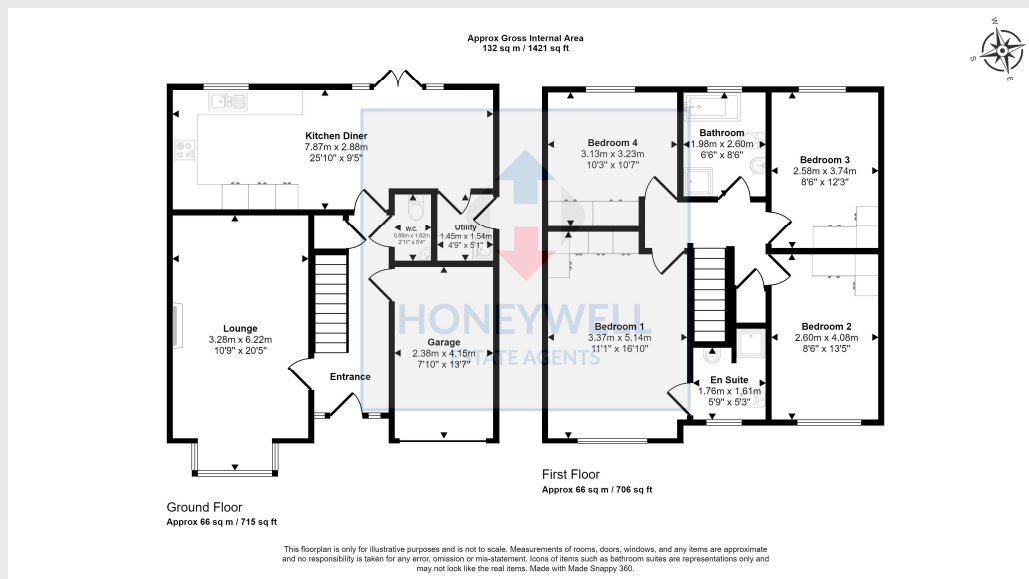 Approx Gross Internal Area
132 sq m / 1421 sq ft
W
S
E
Kitchen Diner
7.87m x 2.88m
25'10" x 9'5"
W.C.
0.88m x 1.62m
2'11" x 5'4"
Utility
1.45m x 1.54m
4'9" x 5'1"
Lounge
3.28m x 6.22m
10'9" x 20'5"
Entrance
Garage
2.38m x 4.15m
7'10" x 13'7"
Bedroom 4
3.13m x 3.23m
10'3" x 10'7"
Bathroom
1.98m x 2.60m
6'6" x 8'6"
Bedroom 3
2.58m x 3.74m
8'6" x 12'3"
Bedroom 1
3.37m x 5.14m
11'1" x 16'10"
En Suite
1.76m x 1.61m
5'9" x 5'3"
Bedroom 2
2.60m x 4.08m
8'6" x 13'5"
HONEYWELL
ESTATE AGENTS
Ground Floor
Approx 66 sq m / 715 sq ft
First Floor
Approx 66 sq m / 706 sq ft
This floorplan is only for illustrative purposes and is not to scale. Measurements of rooms, doors, windows, and any items are approximate
and no responsibility is taken for any error, omission or mis-statement. Icons of items such as bathroom suites are representations only and
may not look like the real items. Made with Made Snappy 360.